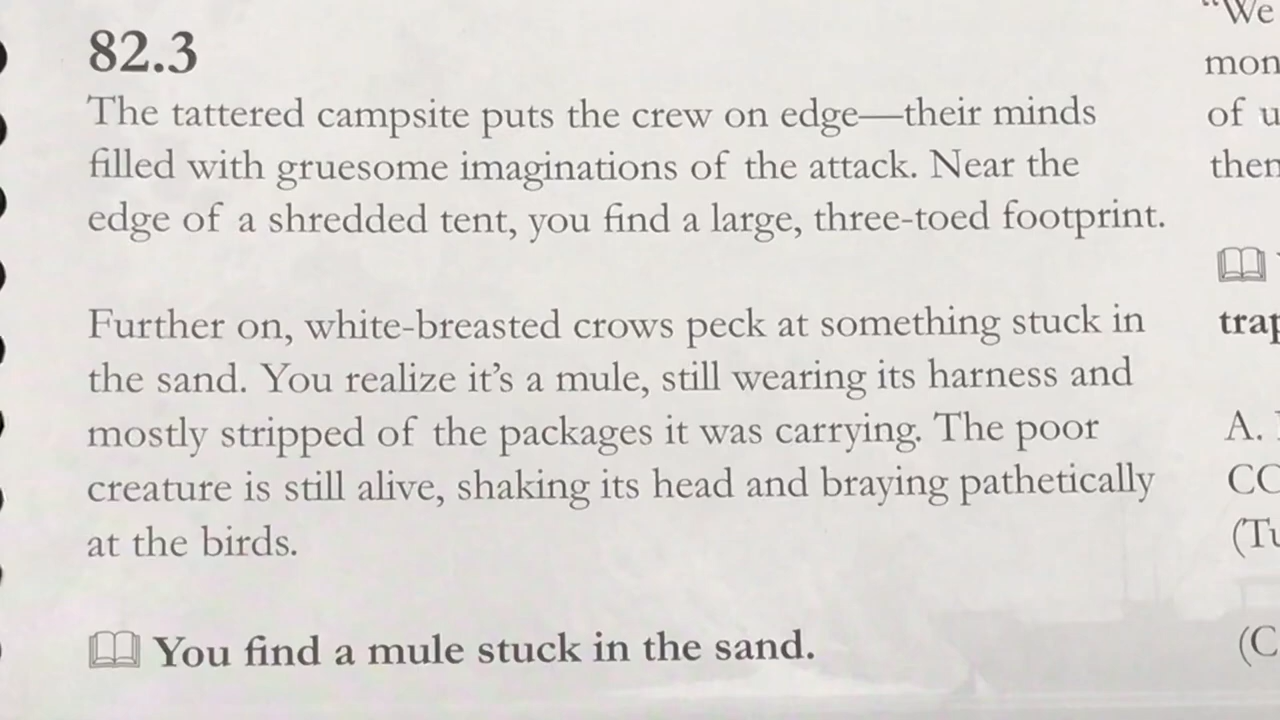 82.3
The tattered campsite puts the crew on edge—their minds
filled with gruesome imaginations of the attack. Near the
edge of a shredded tent, you find a large, three-toed footprint.
Further on, white-breasted crows peck at something stuck in
the sand. You realize it's a mule, still wearing its harness and
mostly stripped of the packages it was carrying. The poor
creature is still alive, shaking its head and braying pathetically
at the birds.
You find a mule stuck in the sand.
"We
of
A.